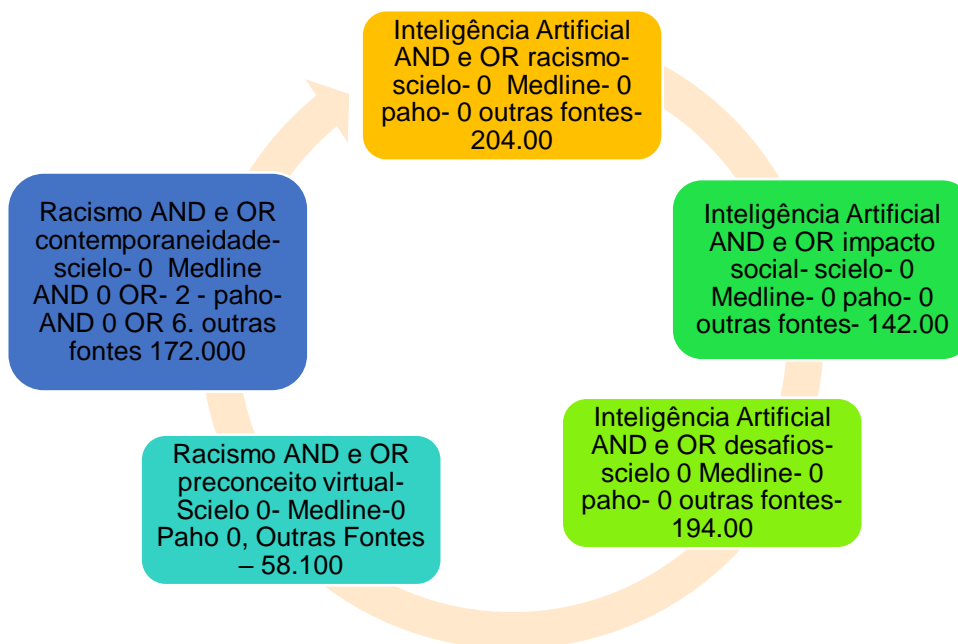 Inteligência Artificial
AND e OR racismo-
scielo- 0  Medline- 0
paho- 0 outras fontes-
204.00
Inteligência Artificial
AND e OR impacto
social- scielo- 0
Medline- 0 paho- 0
outras fontes- 142.00
Inteligência Artificial
AND e OR desafios-
scielo 0 Medline- 0
paho- 0 outras fontes-
194.00
Racismo AND e OR
preconceito virtual-
Scielo 0- Medline-0
Paho 0, Outras Fontes
– 58.100
Racismo AND e OR
contemporaneidade-
scielo- 0  Medline
AND 0 OR- 2 - paho-
AND 0 OR 6. outras
fontes 172.000